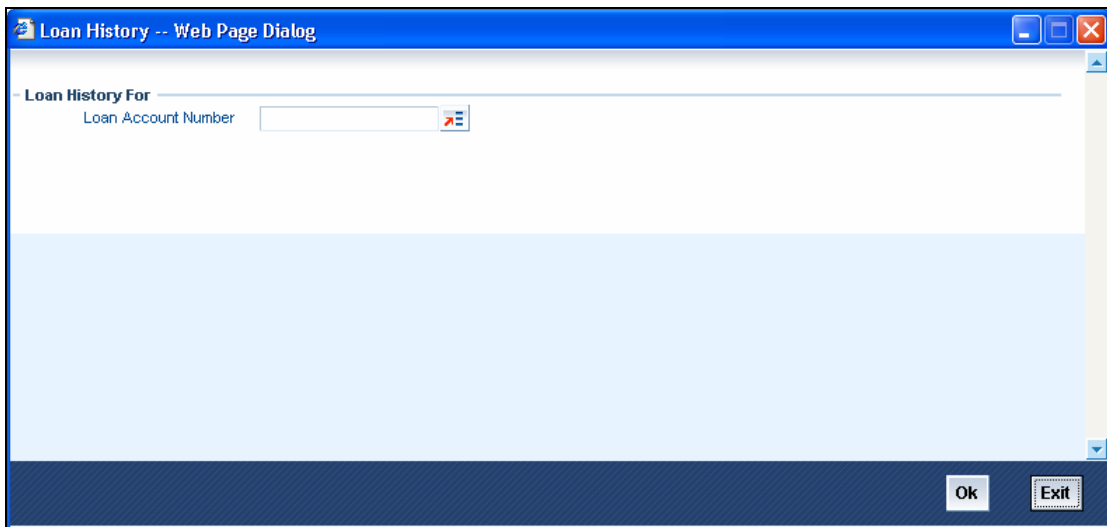 Loan History -- Web Page Dialog
Loan History For
Loan Account Number
Ok Exit